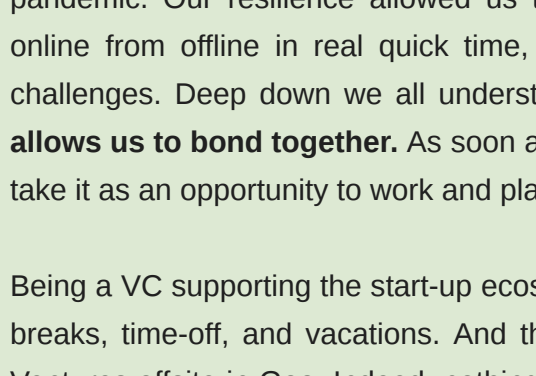 pandemic. Our resilience allowed us
online from offline in real quick time,
challenges. Deep down we all underst
allows us to bond together. As soon a
take it as an opportunity to work and pla
Being a VC supporting the start-up ecos
breaks, time-off, and vacations. And th
Ventures offsite in Goa. Indeed, nothing